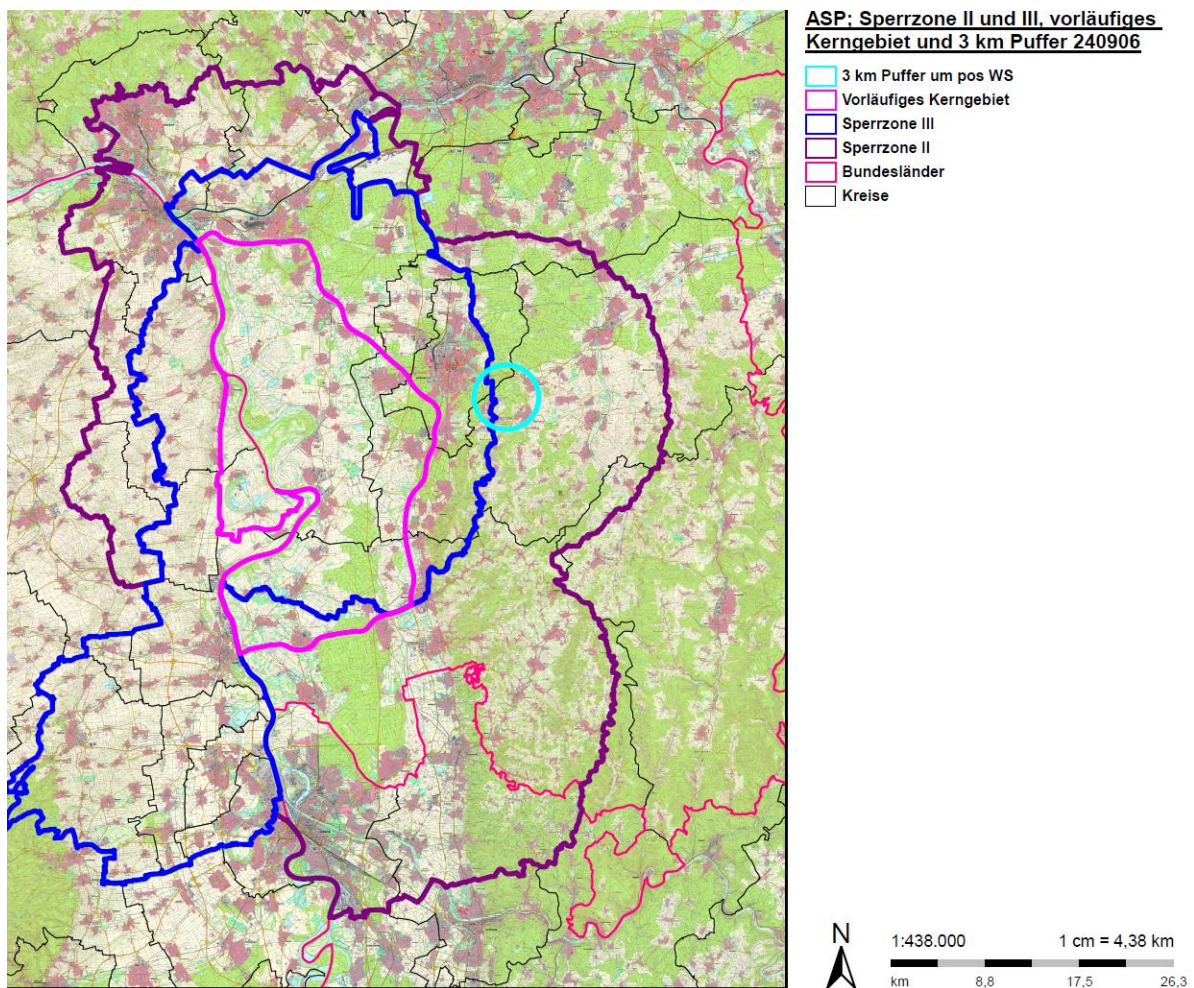 ASP; Sperrzone II und III, vorläufiges
Kerngebiet und 3 km Puffer 240906
3 km Puffer um pos WS
Vorläufiges Kerngebiet
Sperrzone III
Sperrzone II
Bundesländer
Kreise
N
1:438.000 1 cm = 4,38 km
km 8,8 17,5 26,3